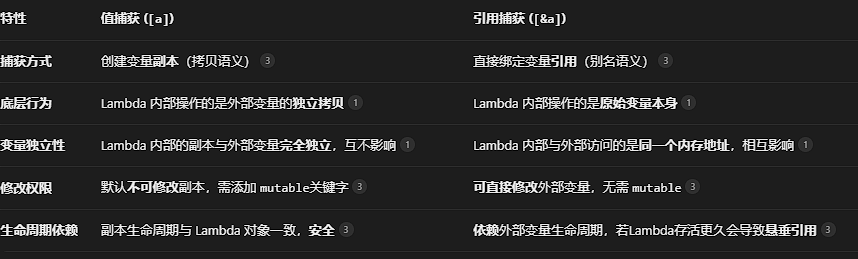 特性 值捕获 ([a]) 引用捕获 ([&a])
捕获方式 创建变量副本（拷贝语义） 3 直接绑定变量引用（别名语义） 3
底层行为 Lambda 内部操作的是外部变量的独立拷贝 1 Lambda 内部操作的是原始变量本身 1
变量独立性 Lambda 内部的副本与外部变量完全独立，互不影响 1 Lambda 内部与外部访问的是同一个内存地址，相互影响 1
修改权限 默认不可修改副本，需添加 mutable关键字 3 可直接修改外部变量，无需 mutable 3
生命周期依赖 副本生命周期与 Lambda 对象一致，安全 3 依赖外部变量生命周期，若Lambda存活更久会导致悬垂引用 3